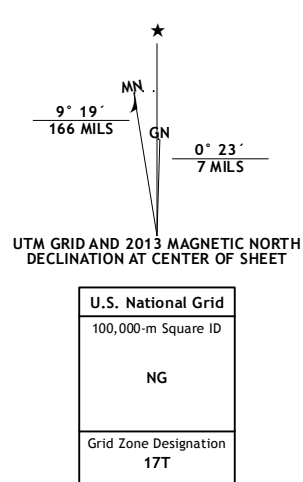 MN
9° 19´
166 MILS
GN
0° 23´
7 MILS
UTM GRID AND 2013 MAGNETIC NORTH
DECLINATION AT CENTER OF SHEET
U.S. National Grid
100,000-m Square ID
NG
Grid Zone Designation
17T